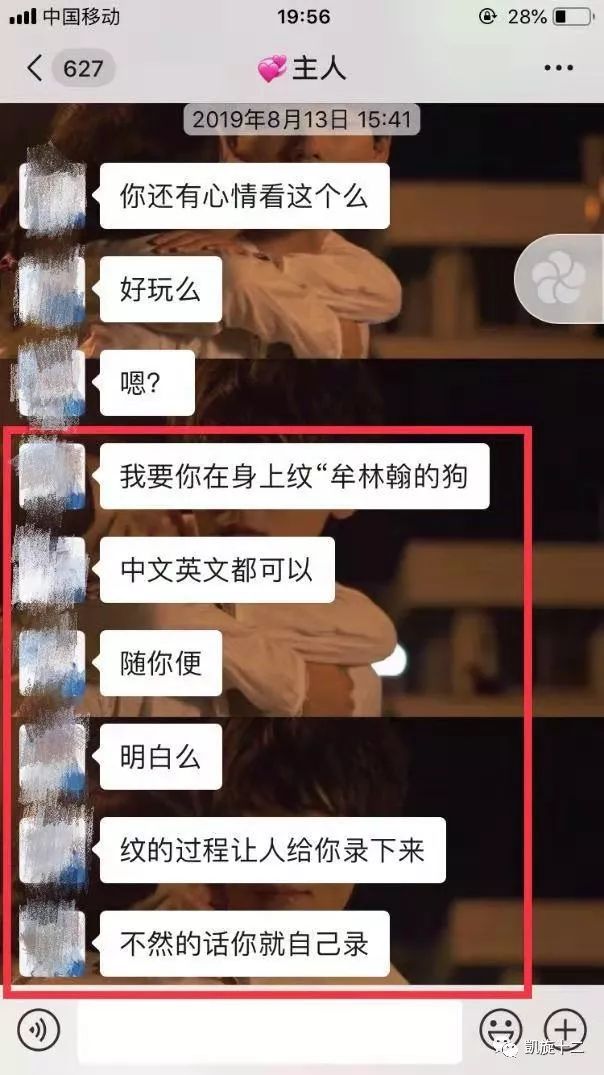 中国移动
19:56
28%
627
💞主人
2019年8月13日 15:41
你还有心情看这个么
好玩么
嗯?
我要你在身上纹“牟林翰的狗
中文英文都可以
随你便
明白么
纹的过程让人给你录下来
不然的话你就自己录
凱旋十二